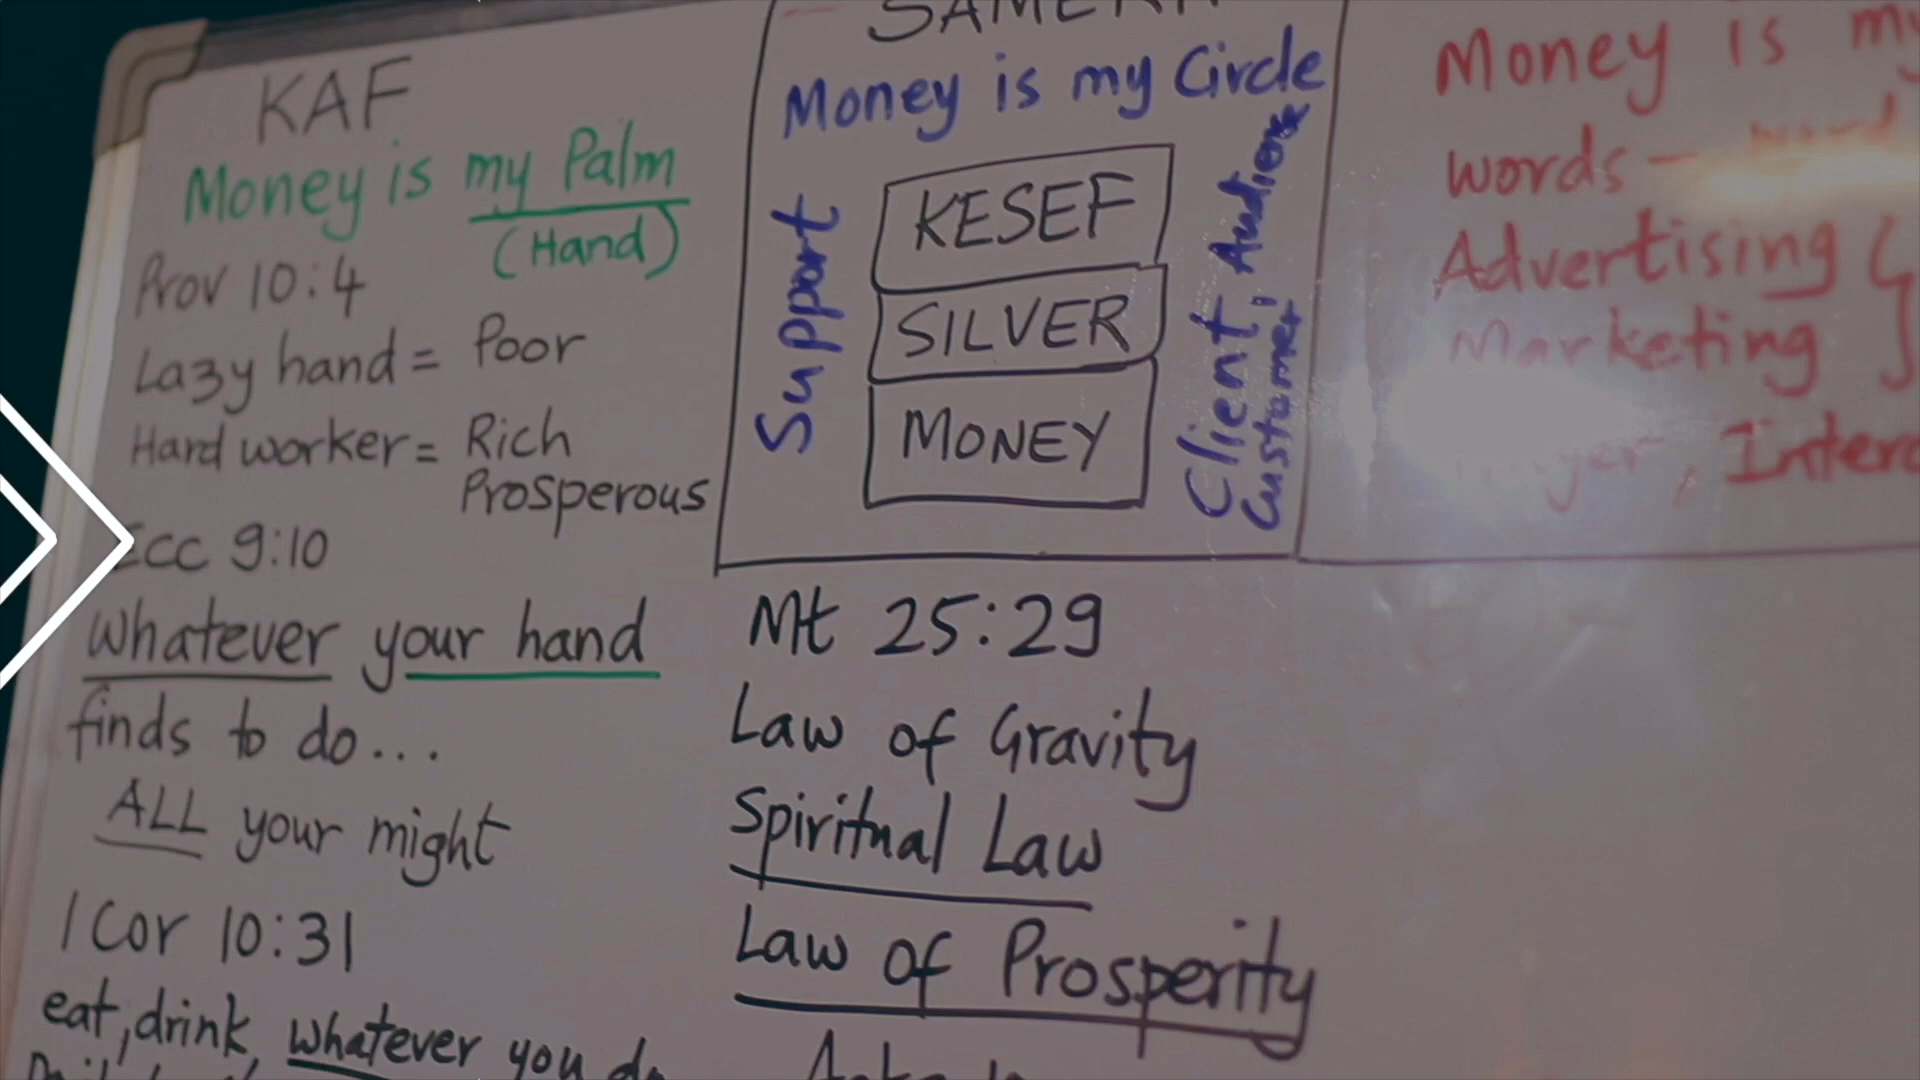 KAF
Money is my Palm
(Hand)
Prov 10:4
Lazy hand = Poor
Hard worker = Rich
Prosperous
Ecc 9:10
Whatever your hand
finds to do...
ALL your might
1 Cor 10:31
eat, drink, whatever you do
Money is my Circle
Support
KESEF
SILVER
MONEY
Client, Audience
Customer
Mt 25:29
Law of Gravity
Spiritual Law
Law of Prosperity
Money is my
words -
Advertising
Marketing